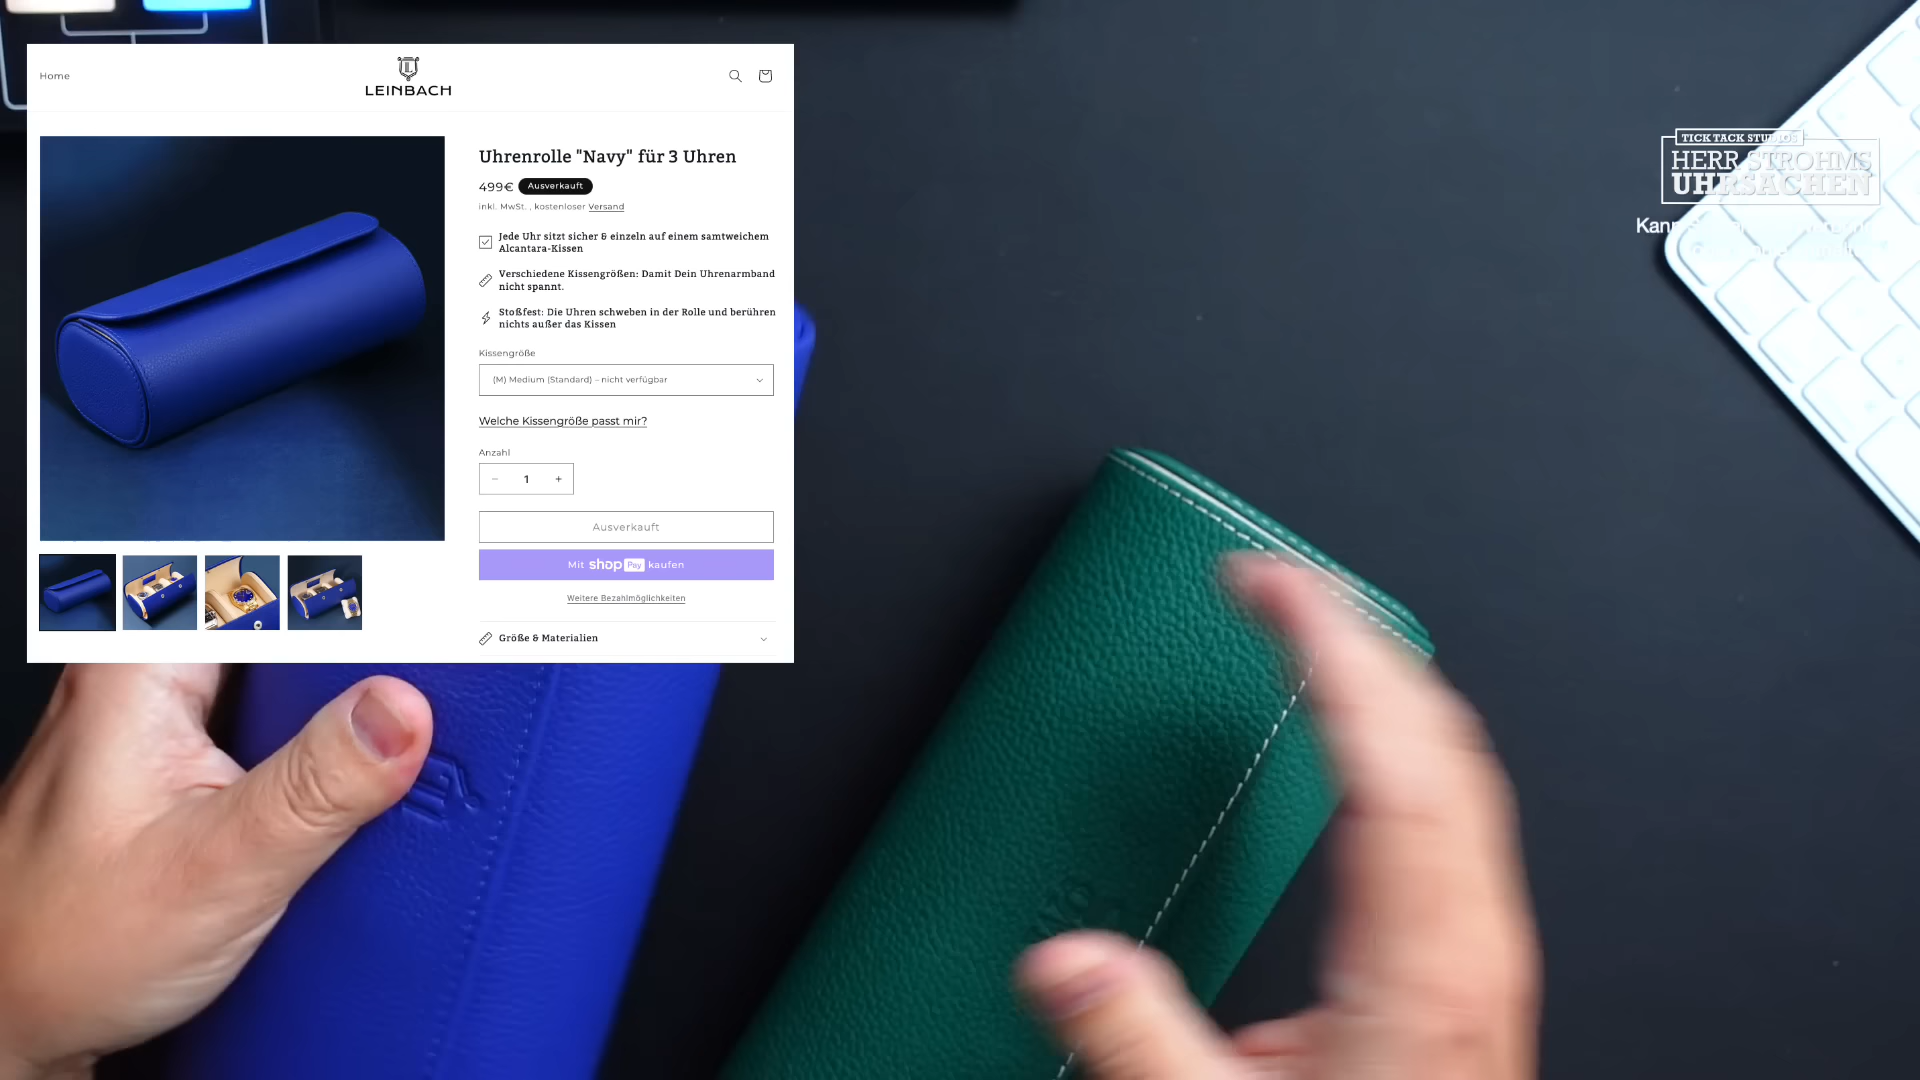 Home
LEINBACH
Uhrenrolle "Navy" für 3 Uhren
499€ Ausverkauft
inkl. MwSt. , kostenloser Versand
Jede Uhr sitzt sicher & einzeln auf einem samtweichem
Alcantara-Kissen
Verschiedene Kissengrößen: Damit Dein Uhrenarmband
nicht spannt.
Stoßfest: Die Uhren schweben in der Rolle und berühren
nichts außer das Kissen
Kissengröße
(M) Medium (Standard) – nicht verfügbar
Welche Kissengröße passt mir?
Anzahl
− 1 +
Ausverkauft
Mit shop Pay kaufen
Weitere Bezahlmöglichkeiten
Größe & Materialien
TICK TACK STUDIOS
HERR STROHMS
UHRSACHEN
Kann